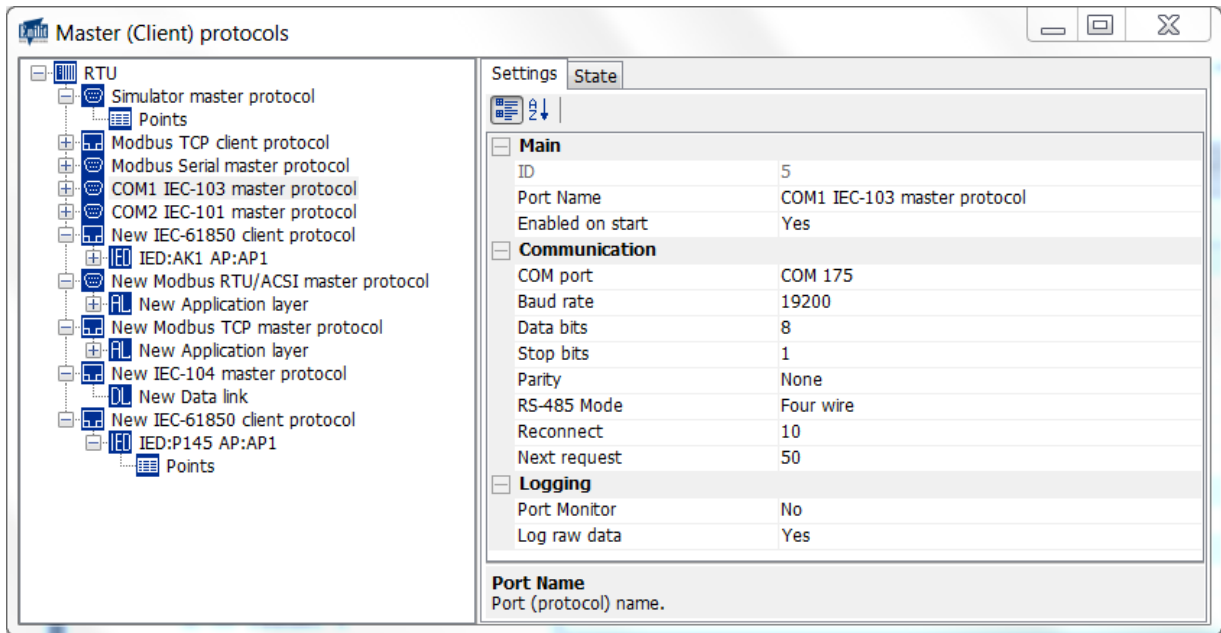 Master (Client) protocols
RTU
Simulator master protocol
Points
Modbus TCP client protocol
Modbus Serial master protocol
COM1 IEC-103 master protocol
COM2 IEC-101 master protocol
New IEC-61850 client protocol
IED IED:AK1 AP:AP1
New Modbus RTU/ACSI master protocol
AL New Application layer
New Modbus TCP master protocol
AL New Application layer
New IEC-104 master protocol
DL New Data link
New IEC-61850 client protocol
IED IED:P145 AP:AP1
Points
Settings State
Main
ID 5
Port Name COM1 IEC-103 master protocol
Enabled on start Yes
Communication
COM port COM 175
Baud rate 19200
Data bits 8
Stop bits 1
Parity None
RS-485 Mode Four wire
Reconnect 10
Next request 50
Logging
Port Monitor No
Log raw data Yes
Port Name
Port (protocol) name.